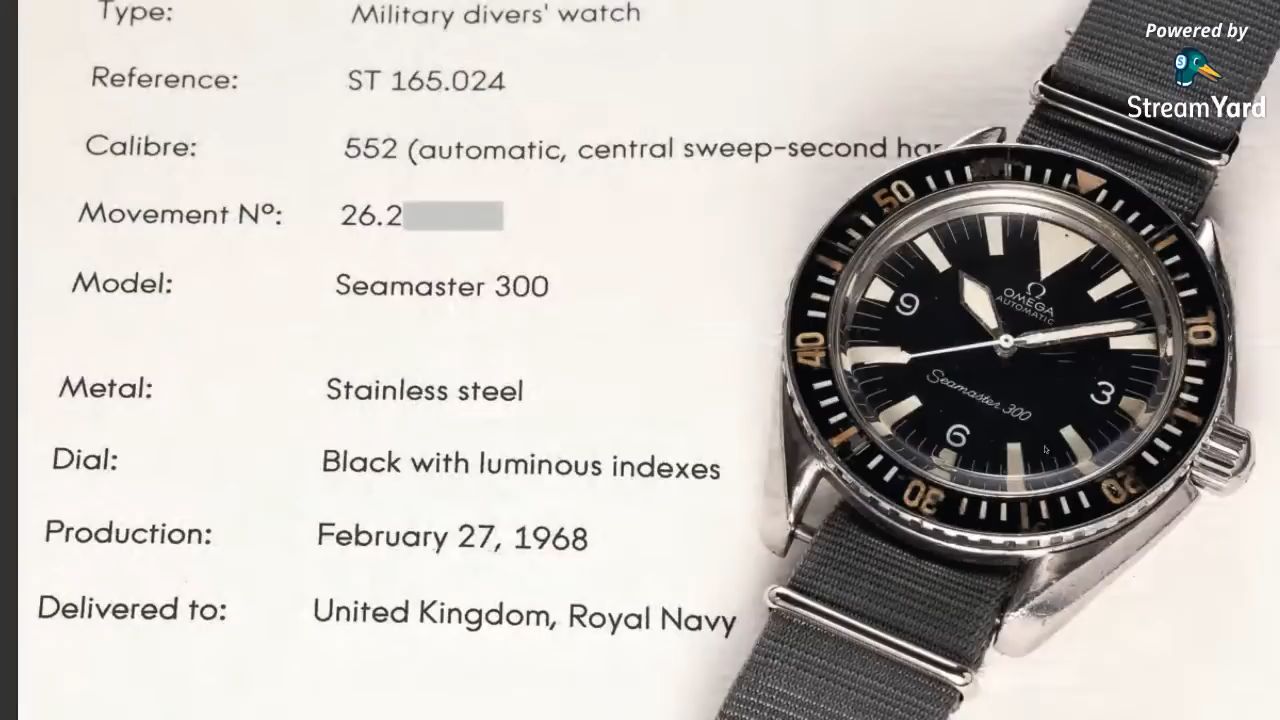 Type: Military divers' watch
Reference: ST 165.024
Calibre: 552 (automatic, central sweep-second
Movement Nº: 26.2
Model: Seamaster 300
Metal: Stainless steel
Dial: Black with luminous indexes
Production: February 27, 1968
Delivered to: United Kingdom, Royal Navy
Powered by
StreamYard
50
10
20
30
40
OMEGA
AUTOMATIC
Seamaster 300
9
3
6